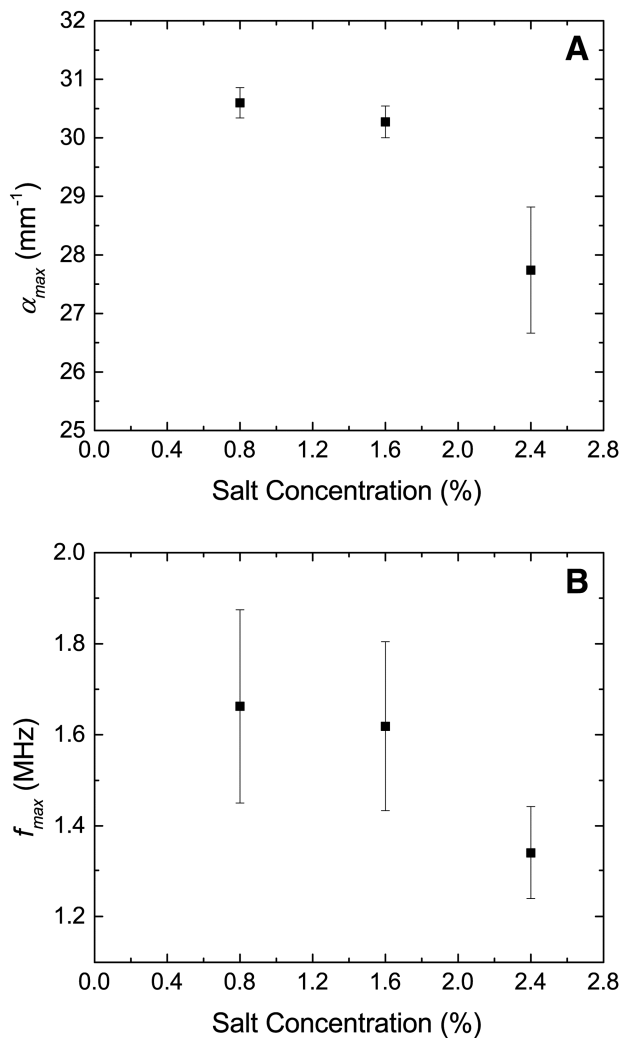 A
32
31
30
29
28
27
26
25
α_max (mm⁻¹)
0.0 0.4 0.8 1.2 1.6 2.0 2.4 2.8
Salt Concentration (%)
B
2.0
1.8
1.6
1.4
1.2
f_max (MHz)
0.0 0.4 0.8 1.2 1.6 2.0 2.4 2.8
Salt Concentration (%)